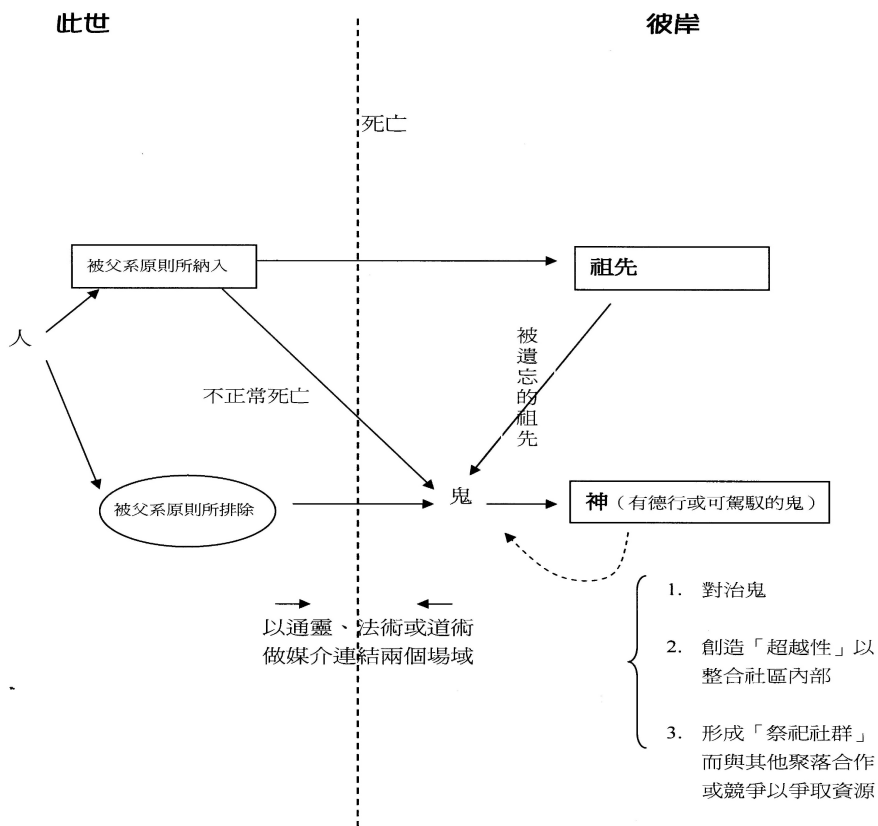 此世
彼岸
死亡
被父系原則所納入
祖先
人
被遺忘的祖先
不正常死亡
被父系原則所排除
鬼
神（有德行或可駕馭的鬼）
以通靈、法術或道術
做媒介連結兩個場域
1. 對治鬼
2. 創造「超越性」以
整合社區內部
3. 形成「祭祀社群」
而與其他聚落合作
或競爭以爭取資源